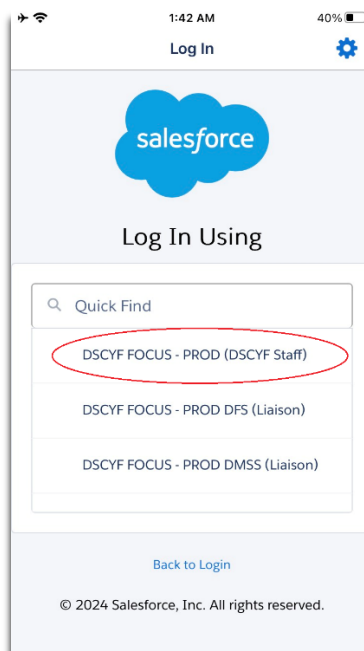 1:42 AM
40%
Log In
salesforce
Log In Using
Quick Find
DSCYF FOCUS - PROD (DSCYF Staff)
DSCYF FOCUS - PROD DFS (Liaison)
DSCYF FOCUS - PROD DMSS (Liaison)
Back to Login
© 2024 Salesforce, Inc. All rights reserved.